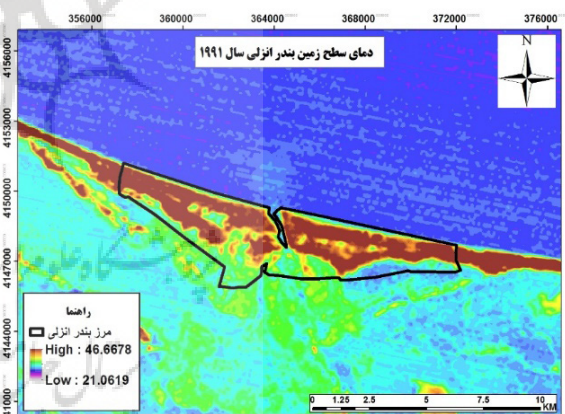 356000 360000 364000 368000 372000 376000
دمای سطح زمین بندر انزلی سال ۱۹۹۱
N
4156000
4153000
4150000
4147000
4144000
راهنما
مرز بندر انزلی
High : 46.6678
Low : 21.0619
0 1.25 2.5 5 7.5 10
KM